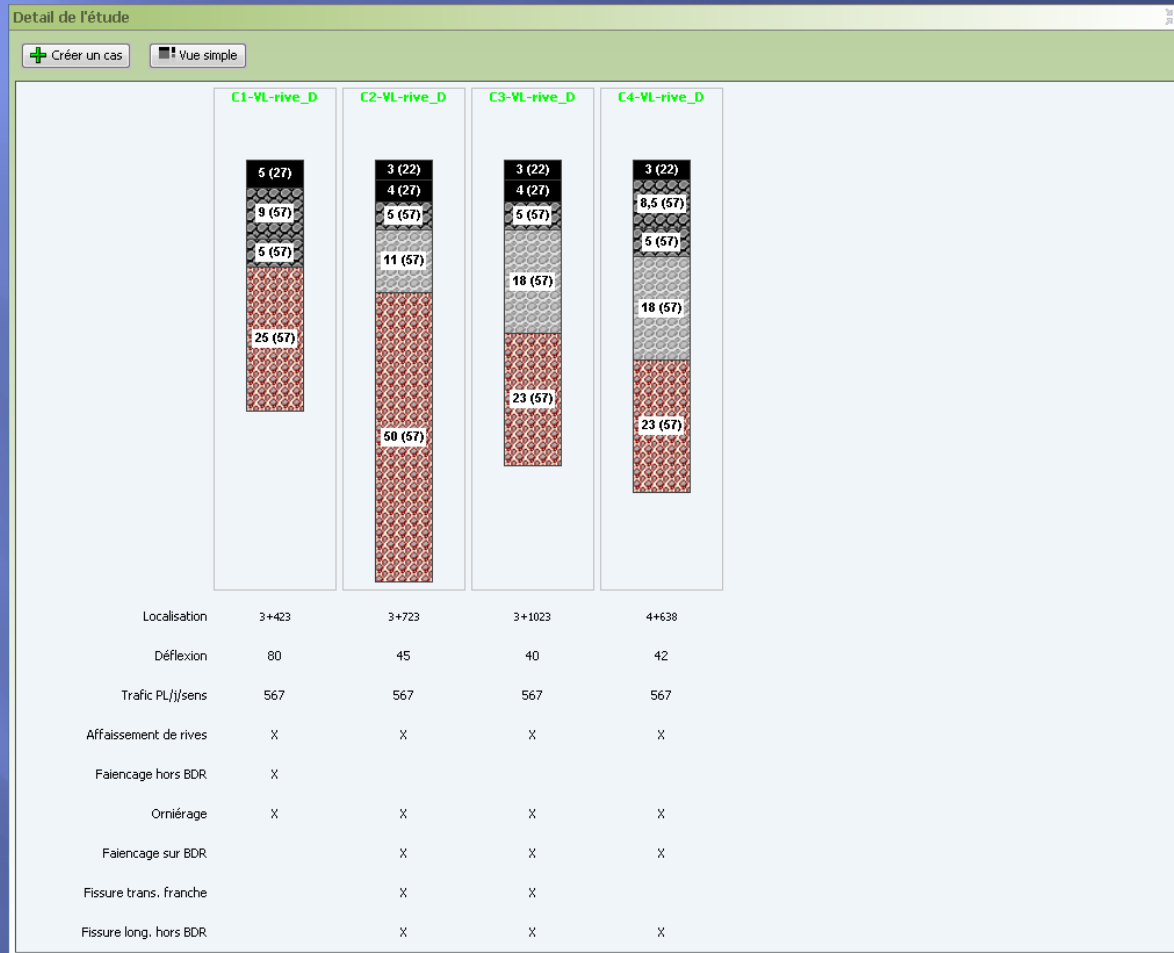 Detail de l'étude
Créer un cas Vue simple
C1-VL-rive_D C2-VL-rive_D C3-VL-rive_D C4-VL-rive_D
5 (27) 3 (22) 3 (22) 3 (22)
4 (27) 4 (27)
9 (57) 5 (57) 5 (57) 8,5 (57)
5 (57) 11 (57) 18 (57) 5 (57)
25 (57) 50 (57) 23 (57) 18 (57)
23 (57)
Localisation 3+423 3+723 3+1023 4+638
Déflexion 80 45 40 42
Trafic PL/j/sens 567 567 567 567
Affaissement de rives X X X X
Faiencage hors BDR X
Orniérage X X X X
Faiencage sur BDR X X X
Fissure trans. franche X X
Fissure long. hors BDR X X X